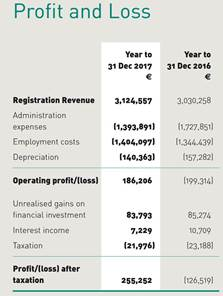 Profit and Loss
Year to Year to
31 Dec 2017 31 Dec 2016
€ €
Registration Revenue 3,124,557 3,030,258
Administration
expenses (1,393,891) (1,727,851)
Employment costs (1,404,097) (1,344,439)
Depreciation (140,363) (157,282)
Operating profit/(loss) 186,206 (199,314)
Unrealised gains on
financial investment 83,793 85,274
Interest income 7,229 10,709
Taxation (21,976) (23,188)
Profit/(loss) after
taxation 255,252 (126,519)